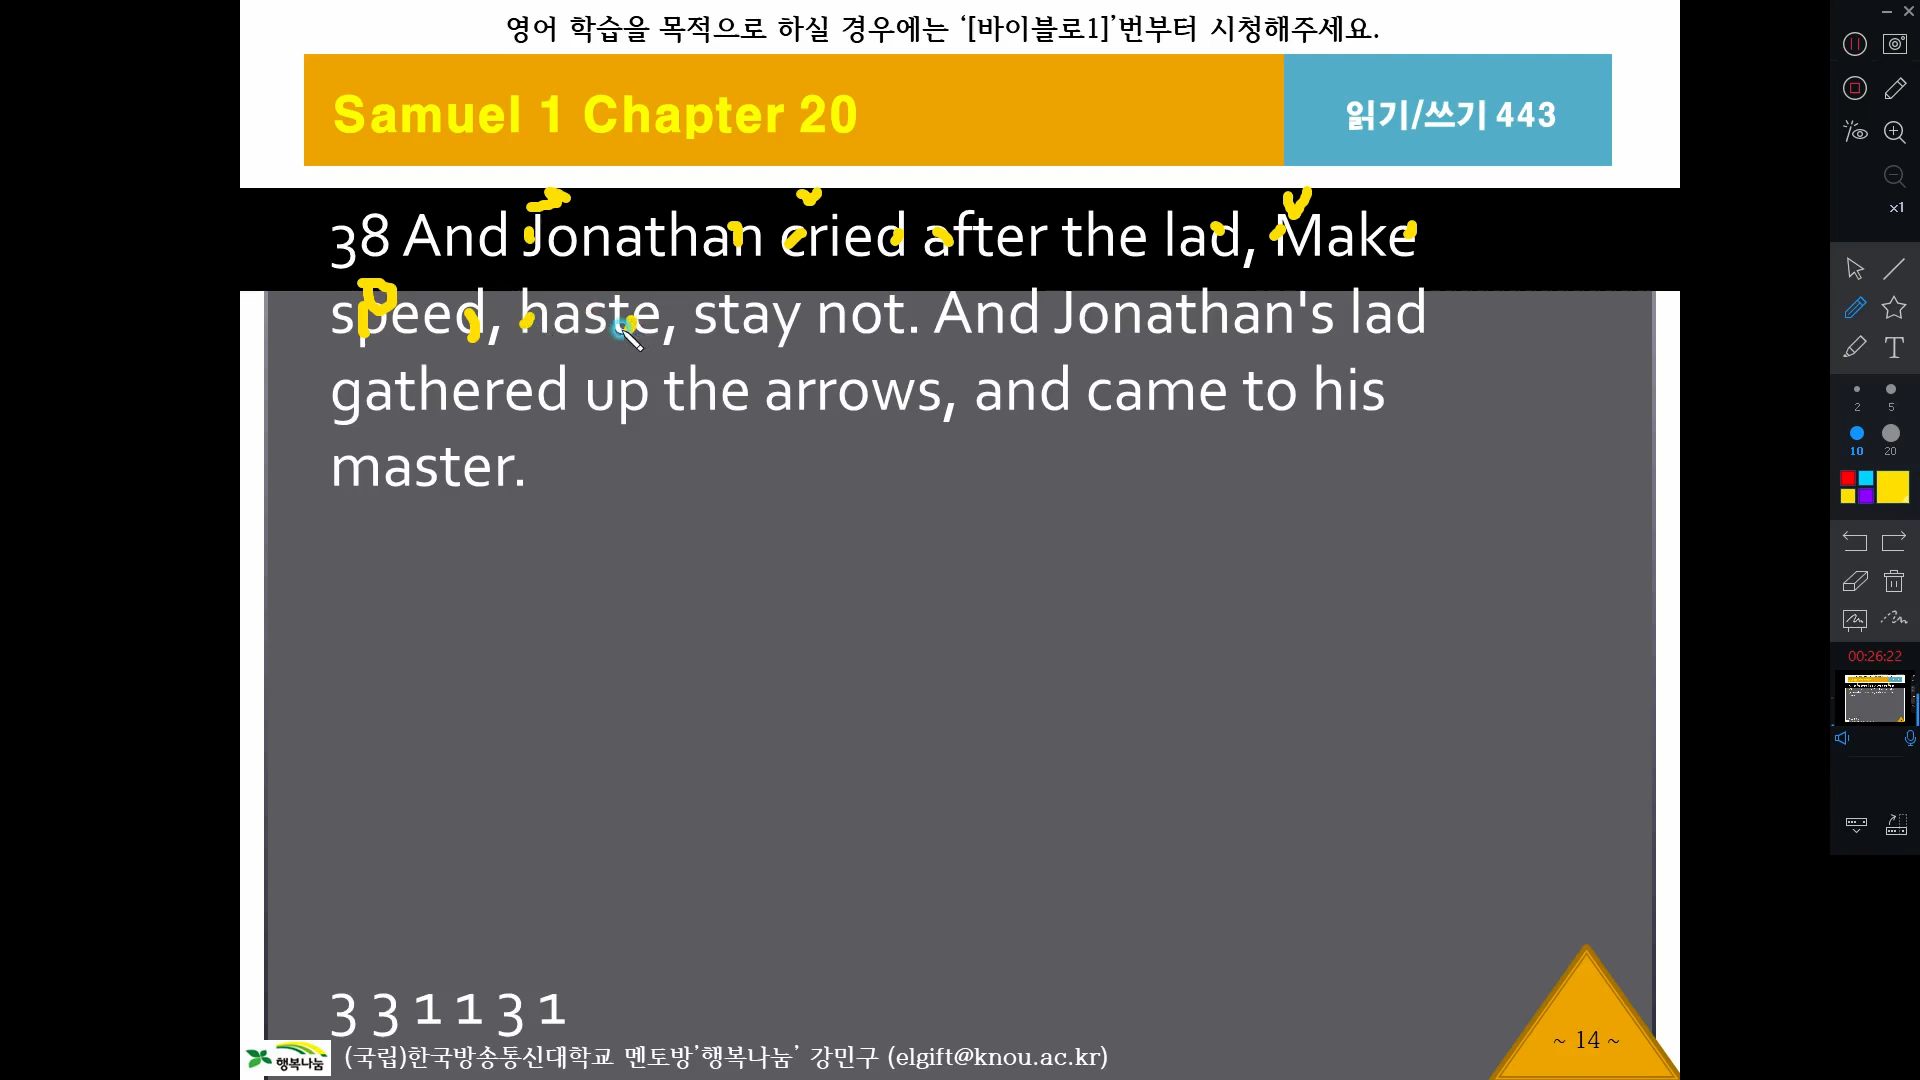 영어 학습을 목적으로 하실 경우에는 ‘[바이블로1]’번부터 시청해주세요.
Samuel 1 Chapter 20
읽기/쓰기 443
38 And Jonathan cried after the lad, Make
speed, haste, stay not. And Jonathan's lad
gathered up the arrows, and came to his
master.
3 3 1 1 3 1
~ 14 ~
행복나눔
(국립)한국방송통신대학교 멘토방’행복나눔’ 강민구 (elgift@knou.ac.kr)
x1
T
2
5
10
20
00:26:22